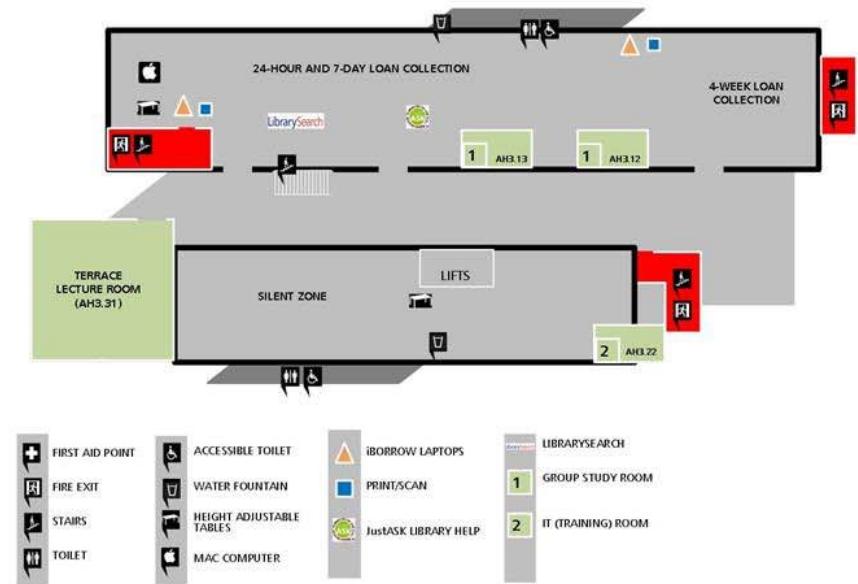 24-HOUR AND 7-DAY LOAN COLLECTION
4-WEEK LOAN
COLLECTION
LibrarySearch
ASK
1 AH3.13
1 AH3.12
TERRACE
LECTURE ROOM
(AH3.31)
SILENT ZONE
LIFTS
2 AH3.22
FIRST AID POINT
FIRE EXIT
STAIRS
TOILET
ACCESSIBLE TOILET
WATER FOUNTAIN
HEIGHT ADJUSTABLE
TABLES
MAC COMPUTER
iBORROW LAPTOPS
PRINT/SCAN
ASK JustASK LIBRARY HELP
LibrarySearch LIBRARYSEARCH
1 GROUP STUDY ROOM
2 IT (TRAINING) ROOM